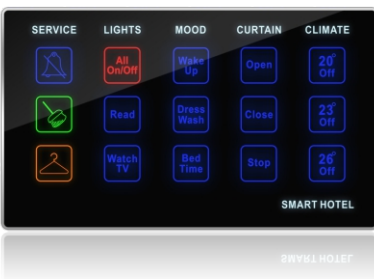 SERVICE LIGHTS MOOD CURTAIN CLIMATE
All On/Off
Wake Up
Open
20° Off
Read
Dress Wash
Close
23° Off
Watch TV
Bed Time
Stop
26° Off
SMART HOTEL